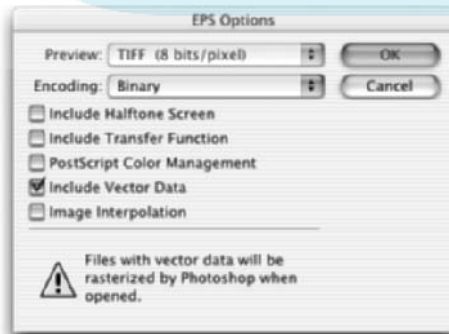 EPS Options
Preview: TIFF (8 bits/pixel) OK
Encoding: Binary Cancel
Include Halftone Screen
Include Transfer Function
PostScript Color Management
Include Vector Data
Image Interpolation
Files with vector data will be
rasterized by Photoshop when
opened.